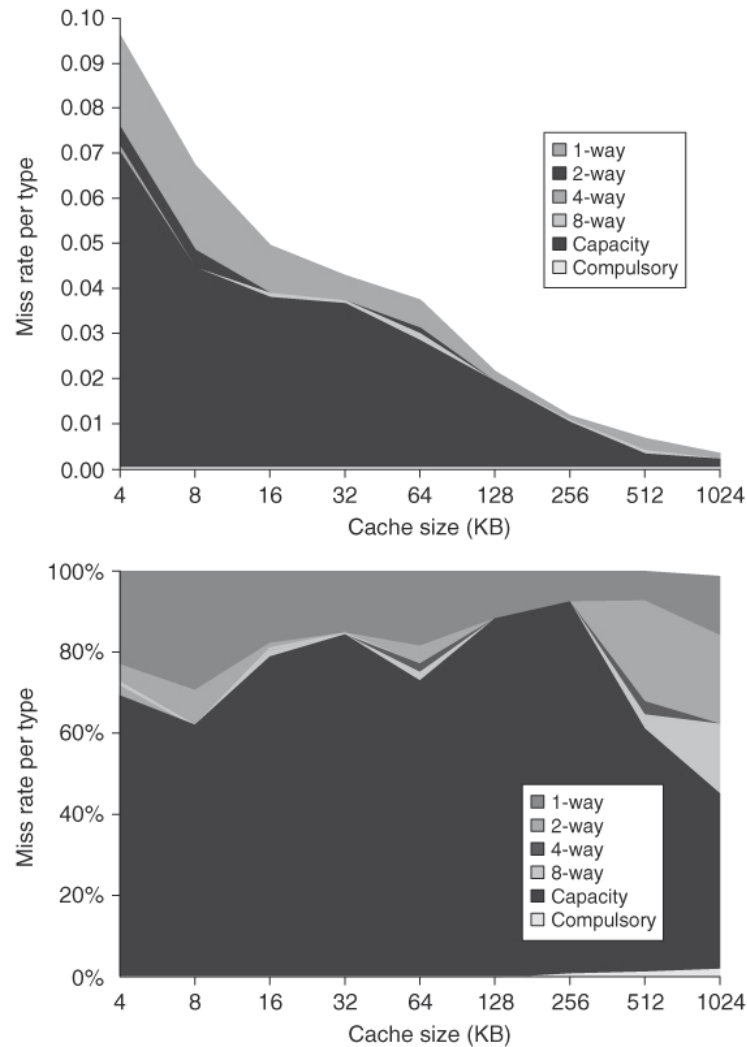 0.10
0.09
0.08
0.07
0.06
0.05
0.04
0.03
0.02
0.01
0.00
Miss rate per type
1-way
2-way
4-way
8-way
Capacity
Compulsory
4 8 16 32 64 128 256 512 1024
Cache size (KB)
100%
80%
60%
40%
20%
0%
Miss rate per type
1-way
2-way
4-way
8-way
Capacity
Compulsory
4 8 16 32 64 128 256 512 1024
Cache size (KB)